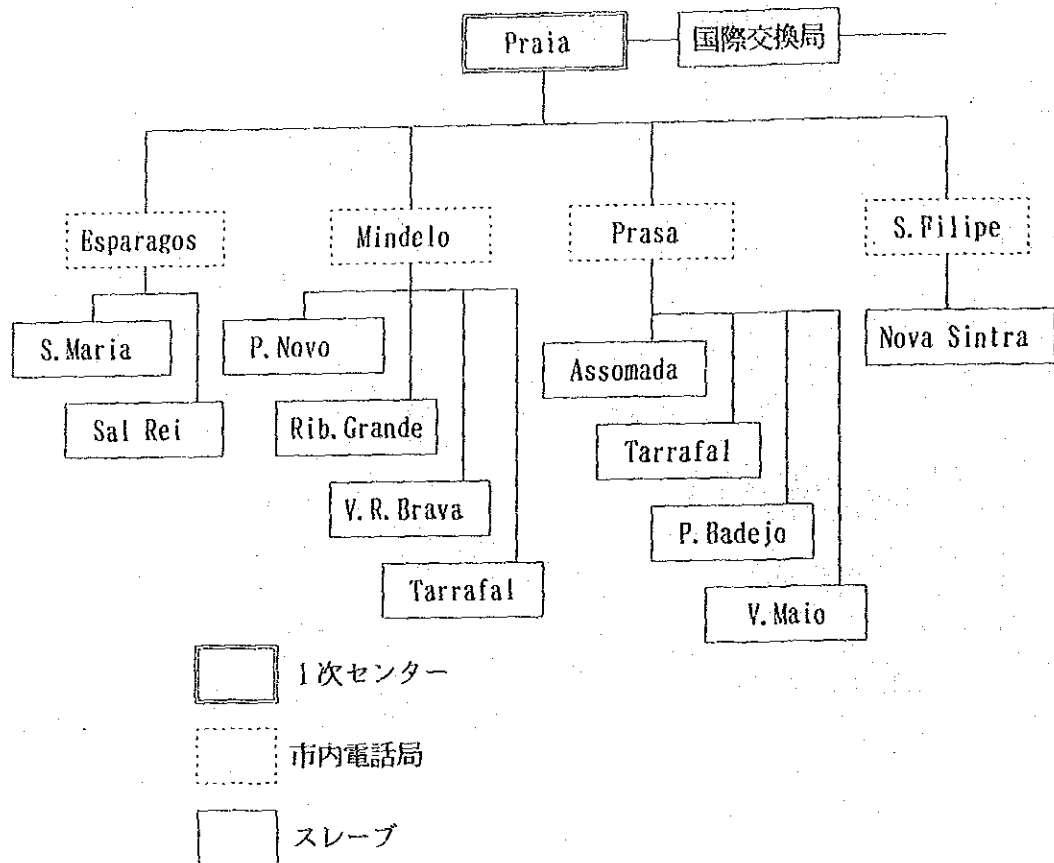 Praia
国際交換局
Esparagos
Mindelo
Prasa
S.Filipe
S.Maria
P.Novo
Assomada
Nova Sintra
Sal Rei
Rib.Grande
Tarrafal
V.R.Brava
P.Badejo
Tarrafal
V.Maio
1次センター
市内電話局
スレーブ